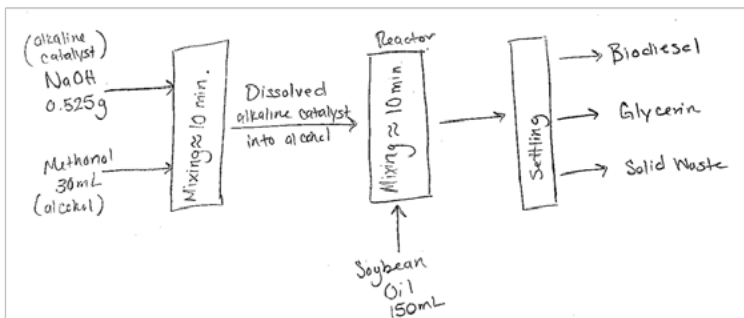 (alkaline
catalyst)
NaOH
0.525g
Methonol
30mL
(alcohol)
Mixing ≈ 10 min.
Dissolved
alkaline catalyst
into alcohol
Reactor
Mixing ≈ 10 min
Soybean
Oil
150mL
Settling
Biodiesel
Glycerin
Solid Waste